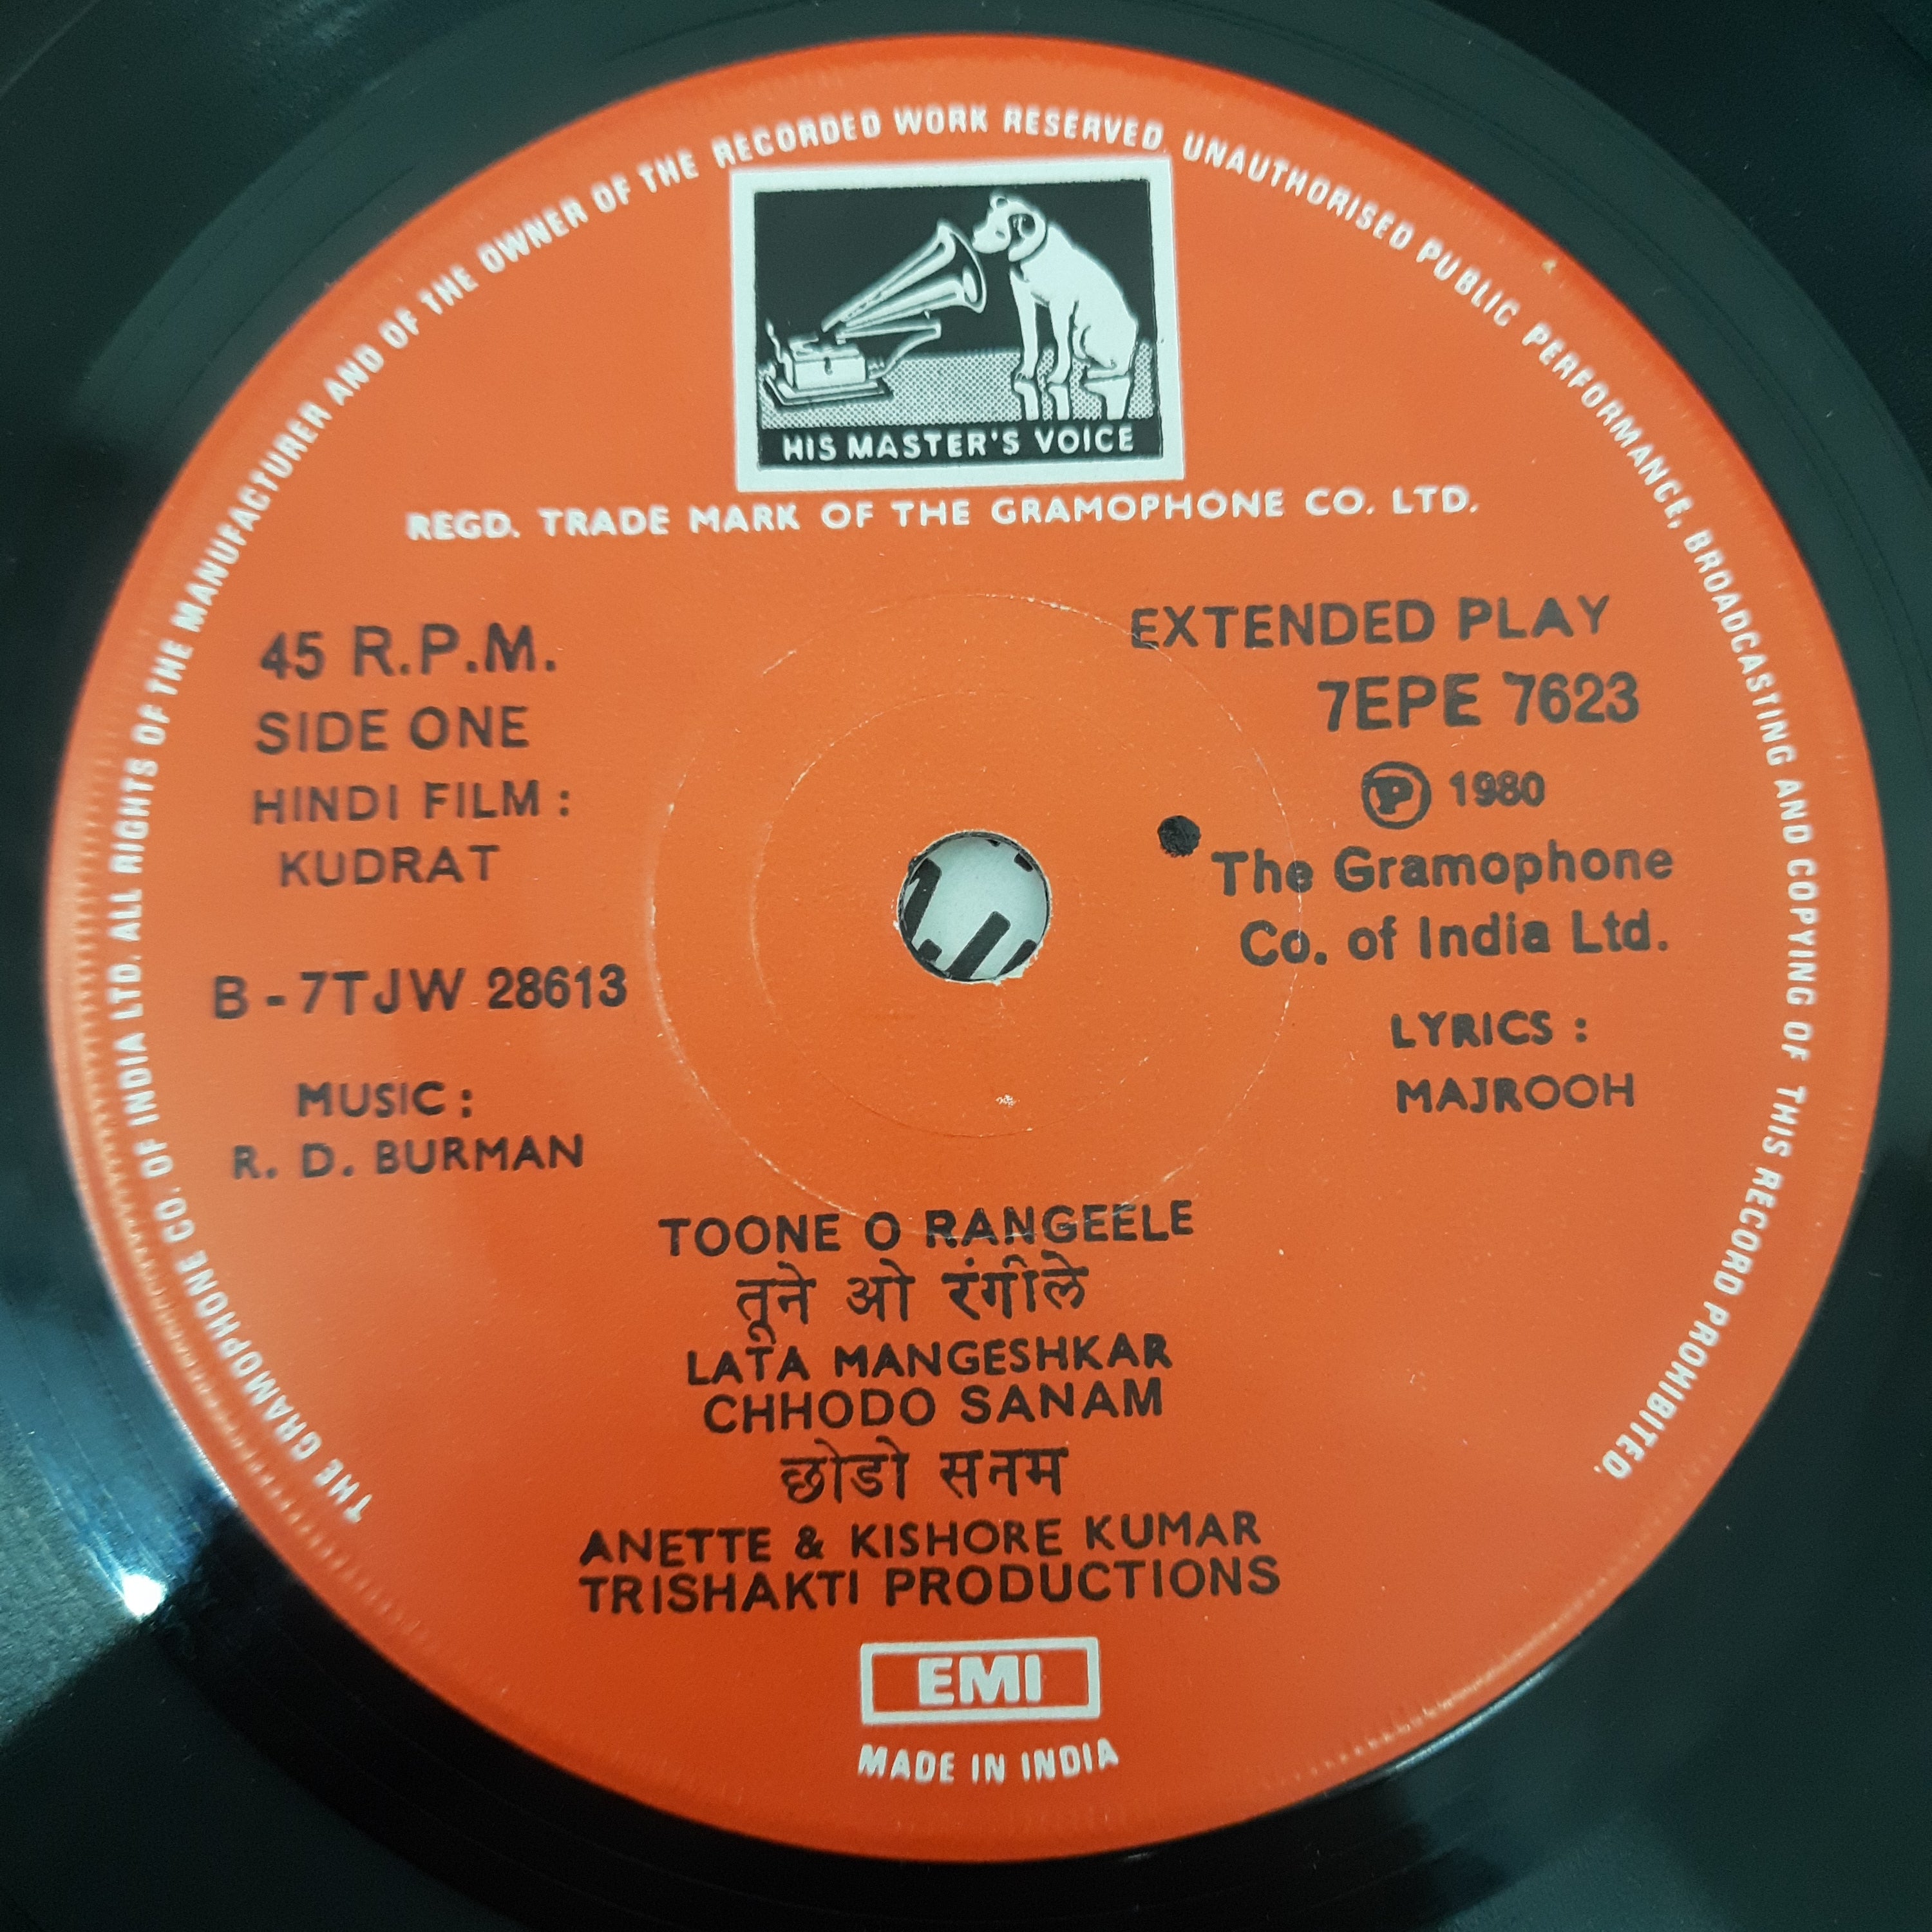 THE GRAMOPHONE CO. OF INDIA LTD. ALL RIGHTS OF THE MANUFACTURER AND OF THE OWNER OF THE RECORDED WORK RESERVED. UNAUTHORISED PUBLIC PERFORMANCE, BROADCASTING AND COPYING OF THIS RECORD PROHIBITED.
HIS MASTER'S VOICE
REGD. TRADE MARK OF THE GRAMOPHONE CO. LTD.
45 R.P.M.
SIDE ONE
HINDI FILM :
KUDRAT
B - 7TJW 28613
MUSIC :
R. D. BURMAN
EXTENDED PLAY
7EPE 7623
Ⓟ 1980
The Gramophone
Co. of India Ltd.
LYRICS :
MAJROOH
TOONE O RANGEELE
तूने ओ रंगीले
LATA MANGESHKAR
CHHODO SANAM
छोडो सनम
ANETTE & KISHORE KUMAR
TRISHAKTI PRODUCTIONS
EMI
MADE IN INDIA